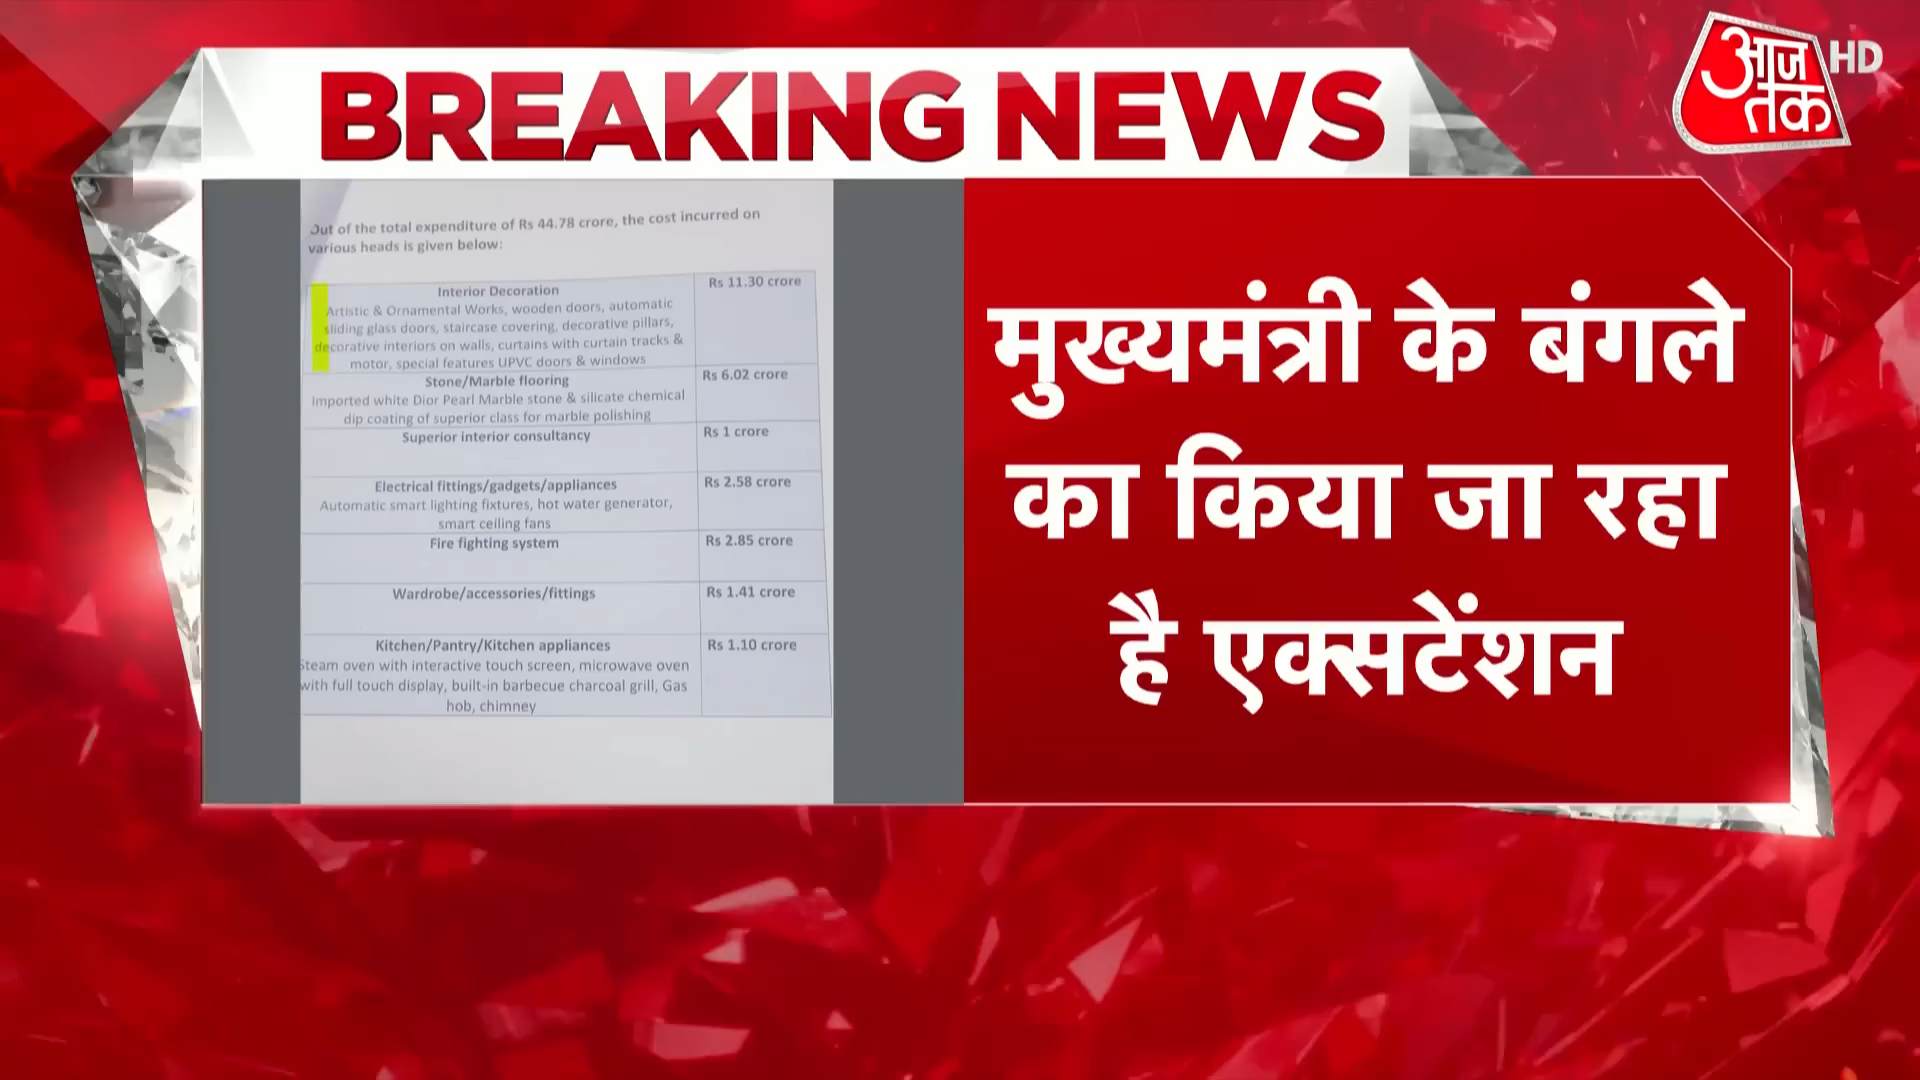 BREAKING NEWS
आज
तक
HD
Out of the total expenditure of Rs 44.78 crore, the cost incurred on
various heads is given below:
Interior Decoration
Rs 11.30 crore
Artistic & Ornamental Works, wooden doors, automatic
sliding glass doors, staircase covering, decorative pillars,
decorative interiors on walls, curtains with curtain tracks &
motor, special features UPVC doors & windows
Stone/Marble flooring
Rs 6.02 crore
Imported white Dior Pearl Marble stone & silicate chemical
dip coating of superior class for marble polishing
Superior interior consultancy
Rs 1 crore
Electrical fittings/gadgets/appliances
Rs 2.58 crore
Automatic smart lighting fixtures, hot water generator,
smart ceiling fans
Fire fighting system
Rs 2.85 crore
Wardrobe/accessories/fittings
Rs 1.41 crore
Kitchen/Pantry/Kitchen appliances
Rs 1.10 crore
Steam oven with interactive touch screen, microwave oven
with full touch display, built-in barbecue charcoal grill, Gas
hob, chimney
मुख्यमंत्री के बंगले
का किया जा रहा
है एक्सटेंशन